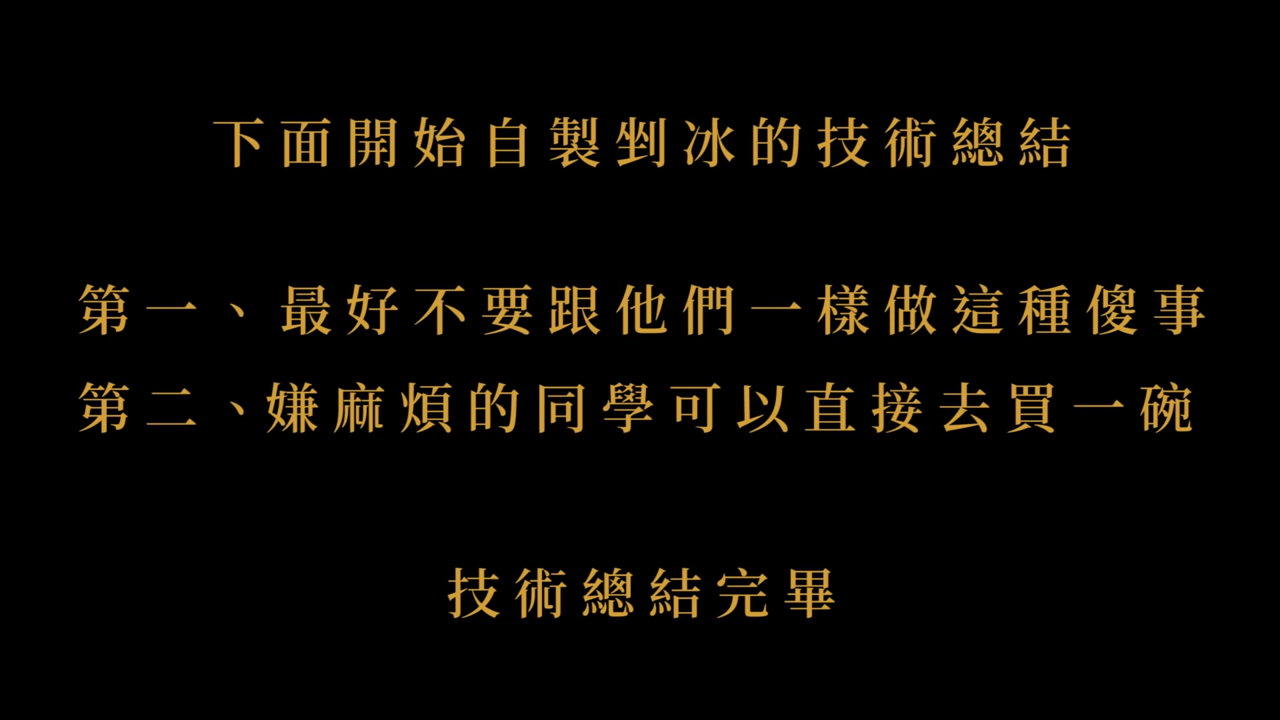 下面開始自製剉冰的技術總結
第一、最好不要跟他們一樣做這種傻事
第二、嫌麻煩的同學可以直接去買一碗
技術總結完畢